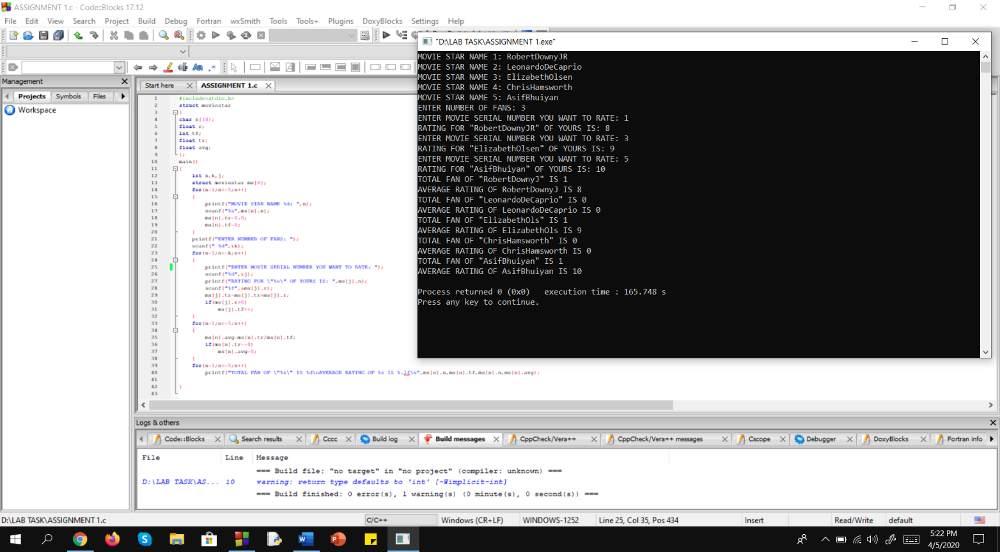 ASSIGNMENT 1.c - Code::Blocks 17.12
File Edit View Search Project Build Debug Fortran wxSmith Tools Tools+ Plugins DoxyBlocks Settings Help
Management
Projects Symbols Files
Workspace
Start here ASSIGNMENT 1.c
1 #include<stdio.h>
2 struct moviestar
3 {
4 char n[10];
5 float r;
6 int tf;
7 float tr;
8 float avg;
9 };
10 main()
11 {
12 int n,k,j;
13 struct moviestar ms[6];
14 for(n=1;n<=5;n++)
15 {
16 printf("MOVIE STAR NAME %d: ",n);
17 scanf("%s",ms[n].n);
18 ms[n].tr=0.0;
19 ms[n].tf=0;
20 }
21 printf("ENTER NUMBER OF FANS: ");
22 scanf(" %d",&k);
23 for(n=1;n<=k;n++)
24 {
25 printf("ENTER MOVIE SERIAL NUMBER YOU WANT TO RATE: ");
26 scanf("%d",&j);
27 printf("RATING FOR \"%s\" OF YOURS IS: ",ms[j].n);
28 scanf("%f",&ms[j].r);
29 ms[j].tr=ms[j].tr+ms[j].r;
30 if(ms[j].r>0)
31 ms[j].tf++;
32 }
33 for(n=1;n<=5;n++)
34 {
35 ms[n].avg=ms[n].tr/ms[n].tf;
36 if(ms[n].tr==0)
37 ms[n].avg=0;
38 }
39 for(n=1;n<=5;n++)
40 printf("TOTAL FAN OF \"%s\" IS %d\nAVERAGE RATING OF %s IS %.lf\n",ms[n].n,ms[n].tf,ms[n].n,ms[n].avg);
41
42 }
43
"D:\LAB TASK\ASSIGNMENT 1.exe"
MOVIE STAR NAME 1: RobertDownyJR
MOVIE STAR NAME 2: LeonardoDeCaprio
MOVIE STAR NAME 3: ElizabethOlsen
MOVIE STAR NAME 4: ChrisHamsworth
MOVIE STAR NAME 5: AsifBhuiyan
ENTER NUMBER OF FANS: 3
ENTER MOVIE SERIAL NUMBER YOU WANT TO RATE: 1
RATING FOR "RobertDownyJR" OF YOURS IS: 8
ENTER MOVIE SERIAL NUMBER YOU WANT TO RATE: 3
RATING FOR "ElizabethOlsen" OF YOURS IS: 9
ENTER MOVIE SERIAL NUMBER YOU WANT TO RATE: 5
RATING FOR "AsifBhuiyan" OF YOURS IS: 10
TOTAL FAN OF "RobertDownyJ" IS 1
AVERAGE RATING OF RobertDownyJ IS 8
TOTAL FAN OF "LeonardoDeCaprio" IS 0
AVERAGE RATING OF LeonardoDeCaprio IS 0
TOTAL FAN OF "ElizabethOls" IS 1
AVERAGE RATING OF ElizabethOls IS 9
TOTAL FAN OF "ChrisHamsworth" IS 0
AVERAGE RATING OF ChrisHamsworth IS 0
TOTAL FAN OF "AsifBhuiyan" IS 1
AVERAGE RATING OF AsifBhuiyan IS 10
Process returned 0 (0x0) execution time : 165.748 s
Press any key to continue.
Logs & others
Code::Blocks Search results Cccc Build log Build messages CppCheck/Vera++ CppCheck/Vera++ messages Cscope Debugger DoxyBlocks Fortran info
File Line Message
=== Build file: "no target" in "no project" (compiler: unknown) ===
D:\LAB TASK\AS... 10 warning: return type defaults to 'int' [-Wimplicit-int]
=== Build finished: 0 error(s), 1 warning(s) (0 minute(s), 0 second(s)) ===
D:\LAB TASK\ASSIGNMENT 1.c C/C++ Windows (CR+LF) WINDOWS-1252 Line 25, Col 35, Pos 434 Insert Read/Write default
5:22 PM
4/5/2020